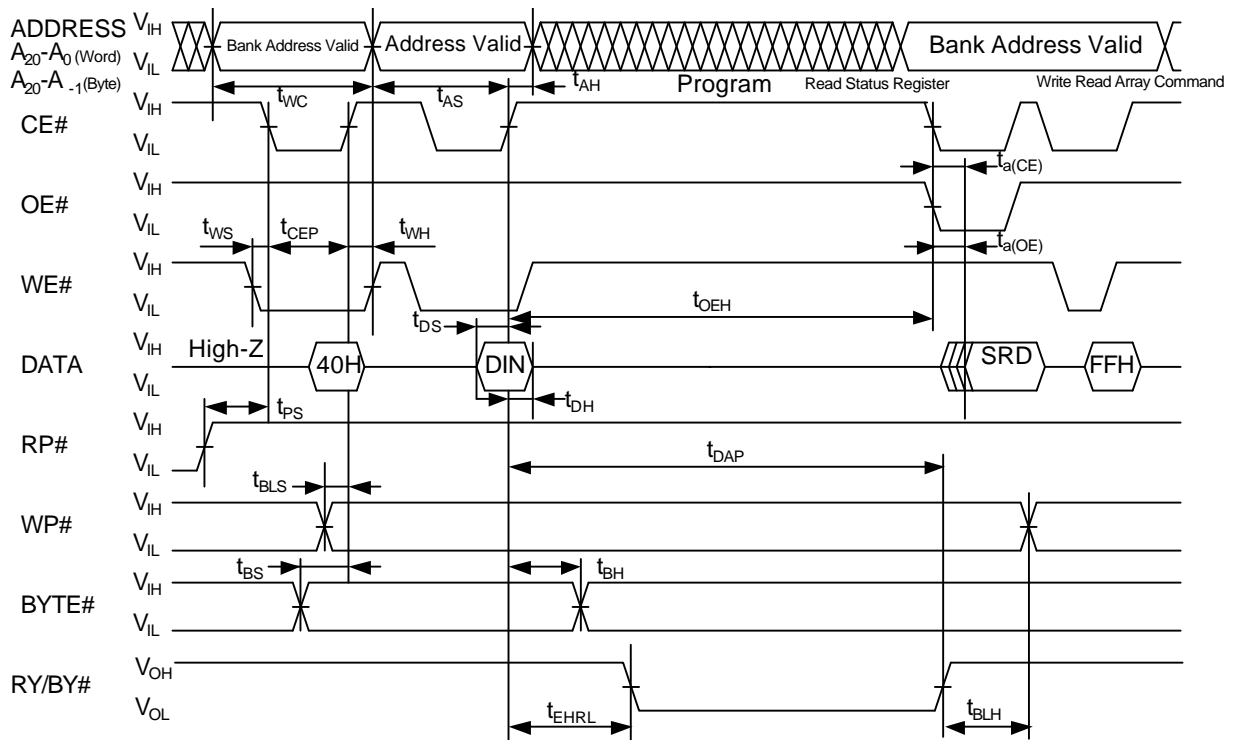 ADDRESS
A20-A0 (Word)
A20-A -1(Byte)
VIH
VIL
Bank Address Valid
Address Valid
Bank Address Valid
tWC
tAS
tAH
Program
Read Status Register
Write Read Array Command
CE#
VIH
VIL
ta(CE)
OE#
VIH
VIL
tWS
tCEP
tWH
ta(OE)
WE#
VIH
VIL
tOEH
tDS
DATA
VIH
VIL
High-Z
40H
DIN
SRD
FFH
tDH
tPS
RP#
VIH
VIL
tDAP
tBLS
WP#
VIH
VIL
tBS
tBH
BYTE#
VIH
VIL
RY/BY#
VOH
VOL
tEHRL
tBLH